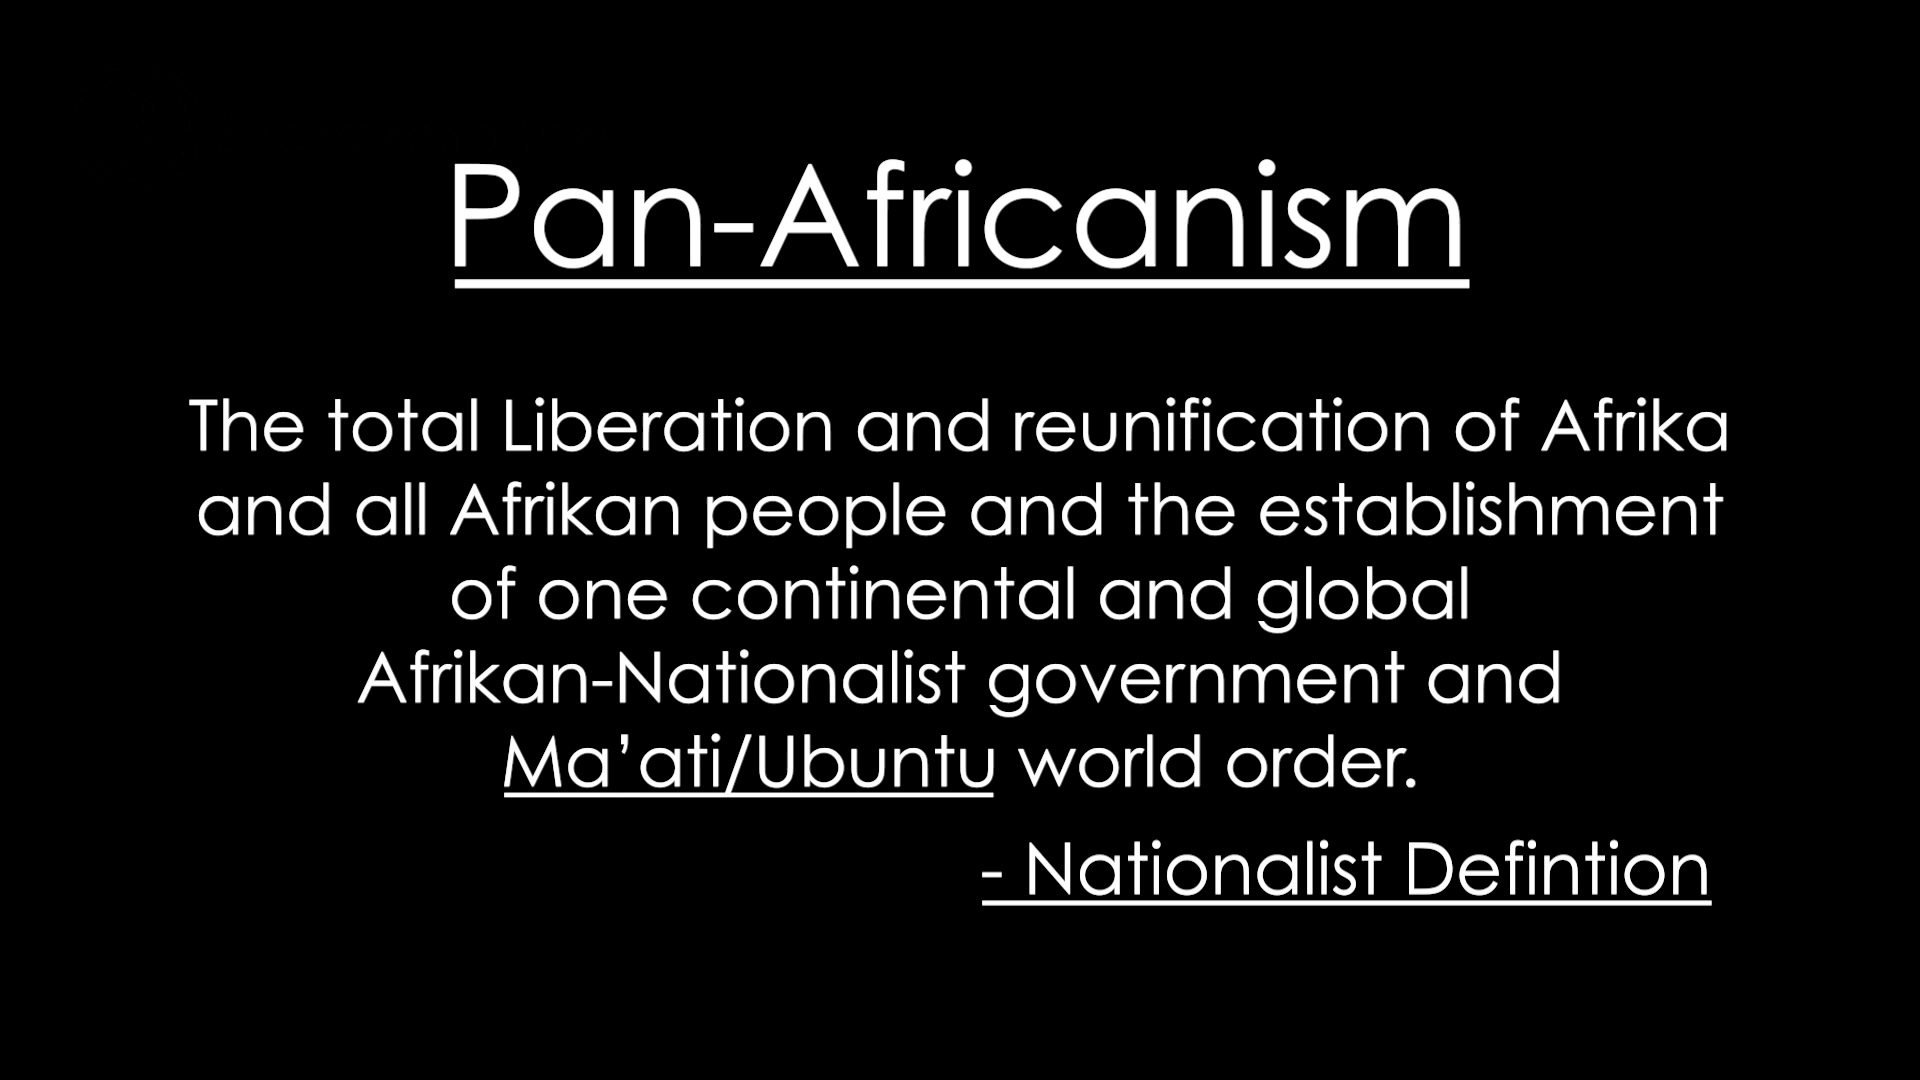 Pan-Africanism
The total Liberation and reunification of Afrika
and all Afrikan people and the establishment
of one continental and global
Afrikan-Nationalist government and
Ma’ati/Ubuntu world order.
- Nationalist Defintion